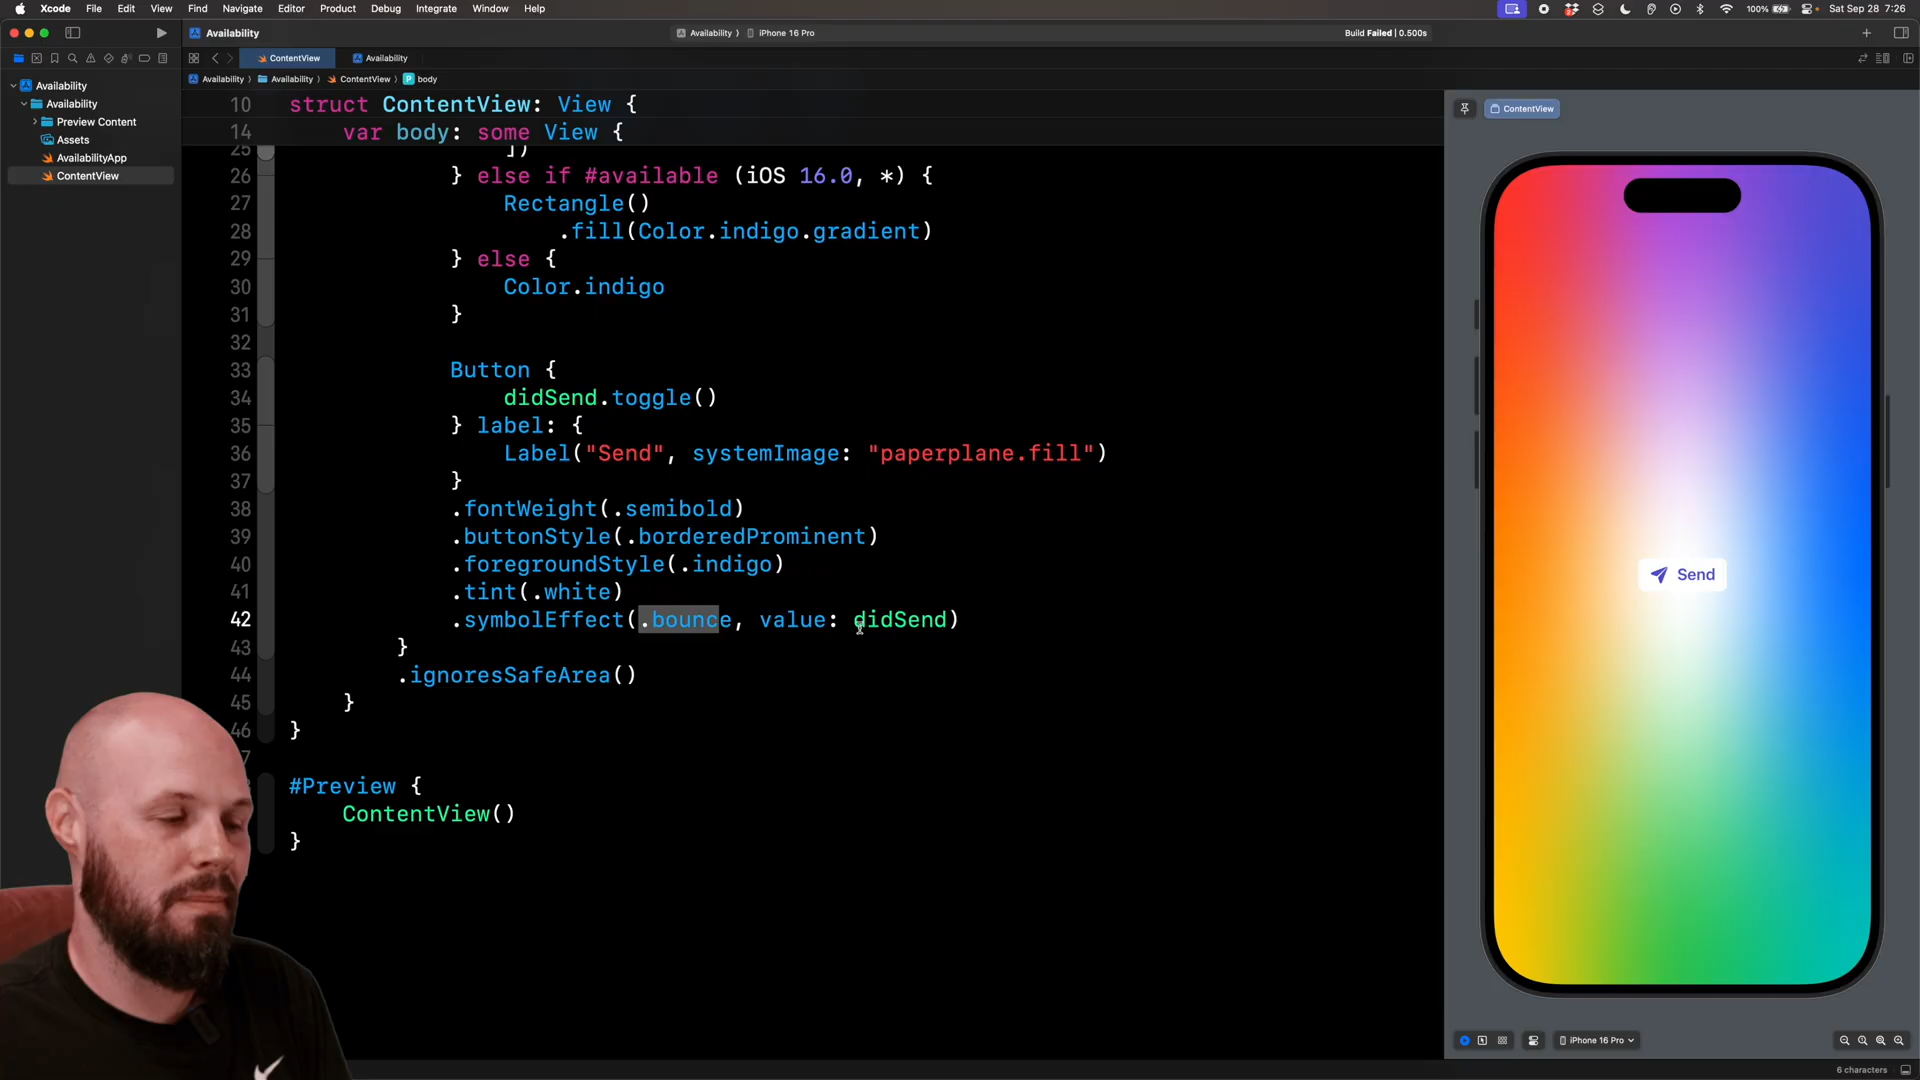 Xcode File Edit View Find Navigate Editor Product Debug Integrate Window Help 100% Sat Sep 28 7:26
Availability Availability iPhone 16 Pro Build Failed | 0.500s
ContentView Availability
Availability Availability ContentView body
Availability
Availability
Preview Content
Assets
AvailabilityApp
ContentView
10 struct ContentView: View {
14 var body: some View {
25 ])
26 } else if #available (iOS 16.0, *) {
27 Rectangle()
28 .fill(Color.indigo.gradient)
29 } else {
30 Color.indigo
31 }
32
33 Button {
34 didSend.toggle()
35 } label: {
36 Label("Send", systemImage: "paperplane.fill")
37 }
38 .fontWeight(.semibold)
39 .buttonStyle(.borderedProminent)
40 .foregroundStyle(.indigo)
41 .tint(.white)
42 .symbolEffect(.bounce, value: didSend)
43 }
44 .ignoresSafeArea()
45 }
46 }
7
#Preview {
ContentView()
}
ContentView
Send
iPhone 16 Pro
6 characters